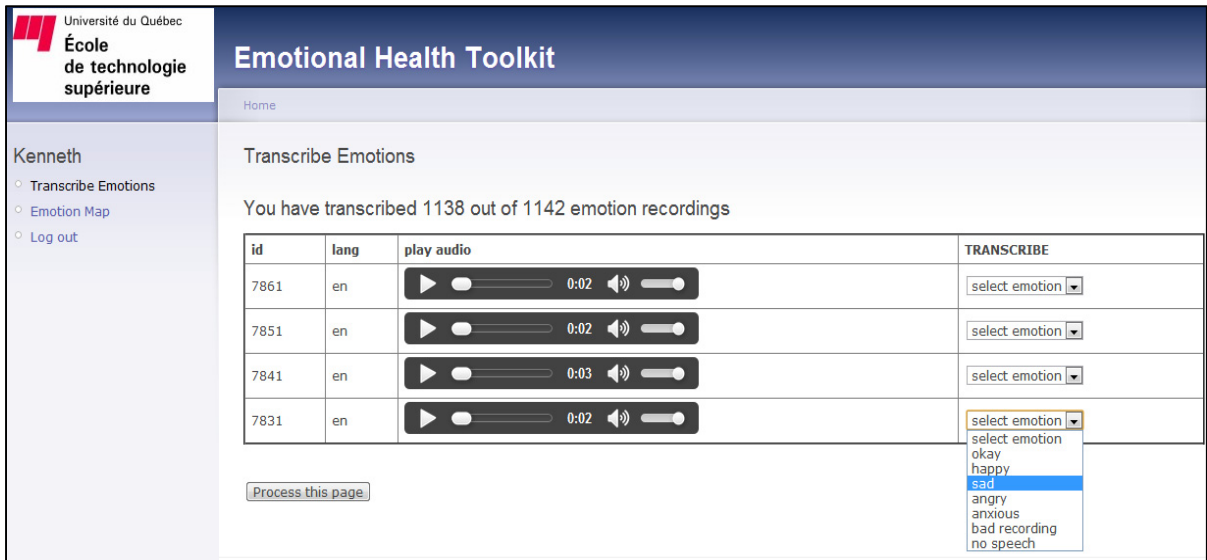 Université du Québec
École
de technologie
supérieure
Emotional Health Toolkit
Home
Kenneth
Transcribe Emotions
Emotion Map
Log out
Transcribe Emotions
You have transcribed 1138 out of 1142 emotion recordings
id lang play audio TRANSCRIBE
7861 en 0:02 select emotion
7851 en 0:02 select emotion
7841 en 0:03 select emotion
7831 en 0:02 select emotion
select emotion
okay
happy
sad
angry
anxious
bad recording
no speech
Process this page